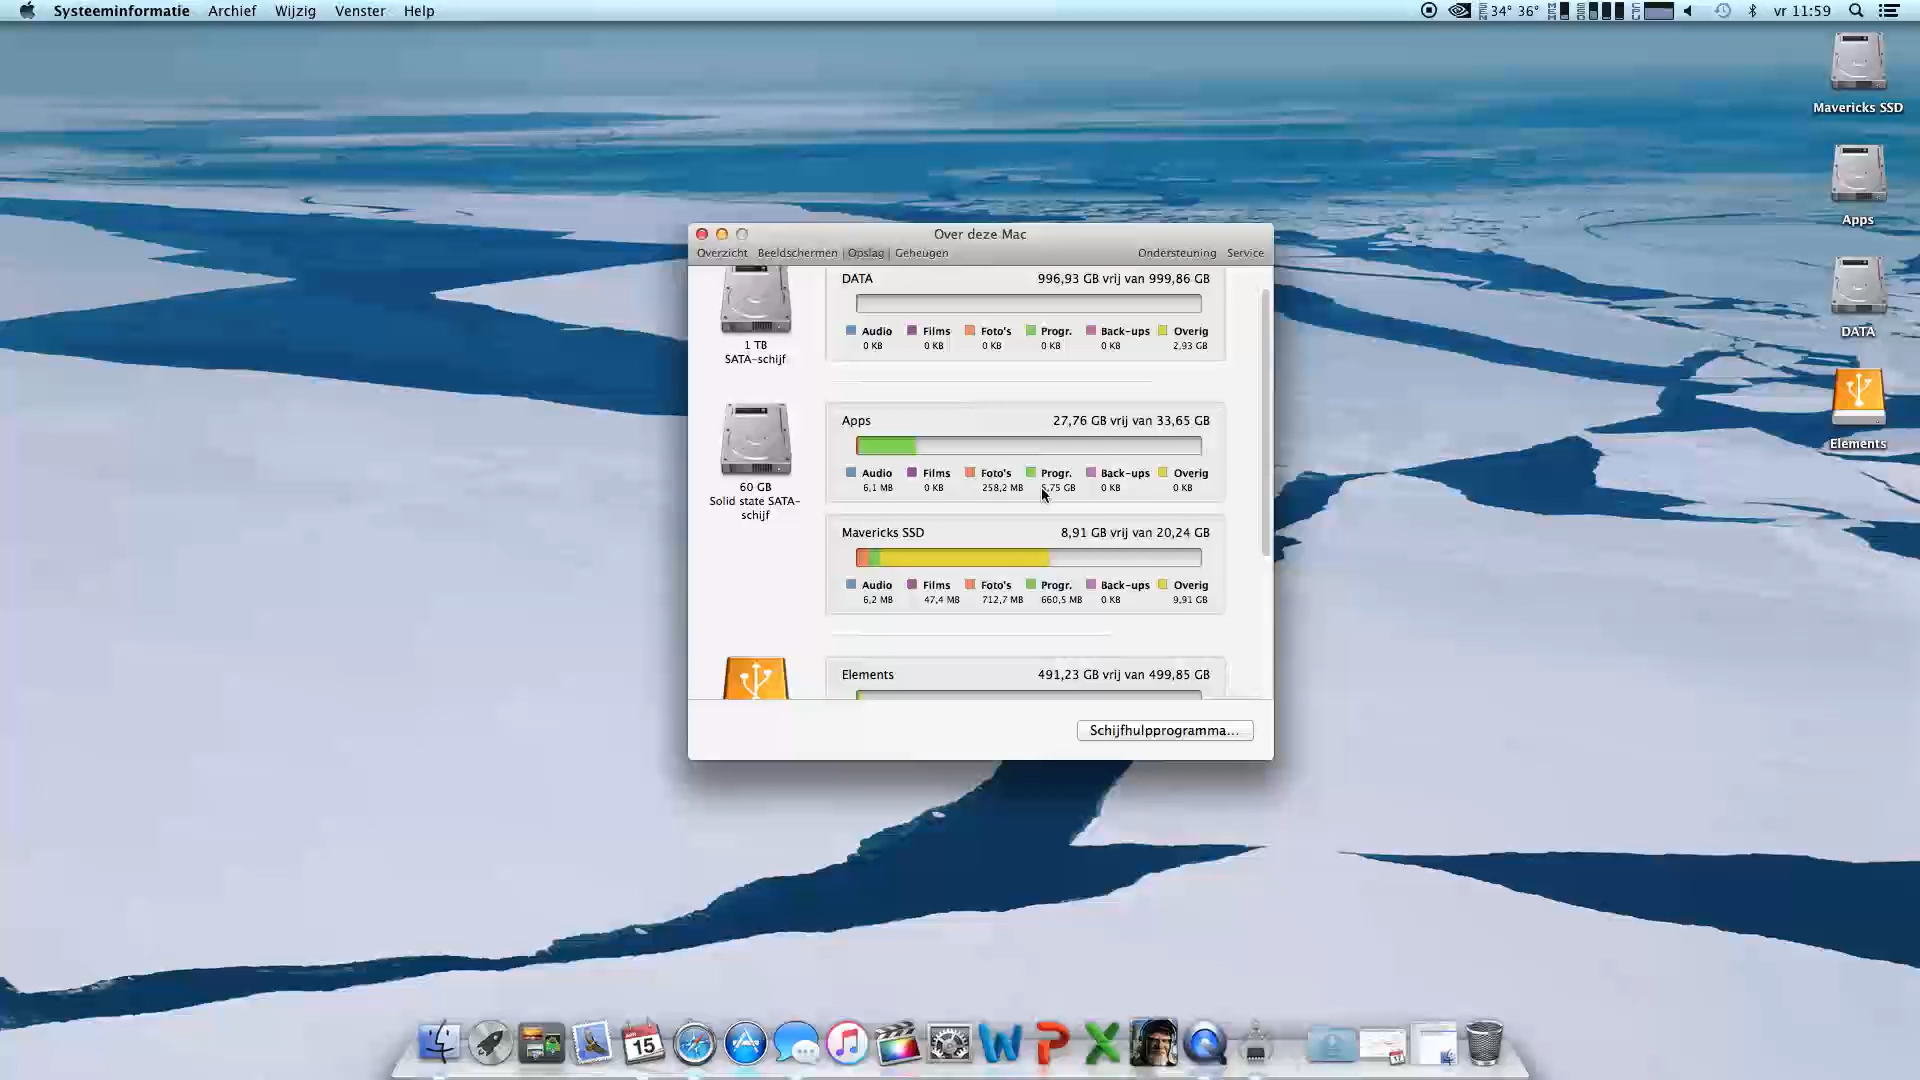 Systeeminformatie Archief Wijzig Venster Help
34° 36° vr 11:59
Mavericks SSD
Apps
DATA
Elements
Over deze Mac
Overzicht Beeldschermen Opslag Geheugen Ondersteuning Service
DATA 996,93 GB vrij van 999,86 GB
Audio Films Foto's Progr. Back-ups Overig
0 KB 0 KB 0 KB 0 KB 0 KB 2,93 GB
1 TB
SATA-schijf
Apps 27,76 GB vrij van 33,65 GB
Audio Films Foto's Progr. Back-ups Overig
6,1 MB 0 KB 258,2 MB 5,75 GB 0 KB 0 KB
60 GB
Solid state SATA-
schijf
Mavericks SSD 8,91 GB vrij van 20,24 GB
Audio Films Foto's Progr. Back-ups Overig
6,2 MB 47,4 MB 712,7 MB 660,5 MB 0 KB 9,91 GB
Elements 491,23 GB vrij van 499,85 GB
Schijfhulpprogramma...
15